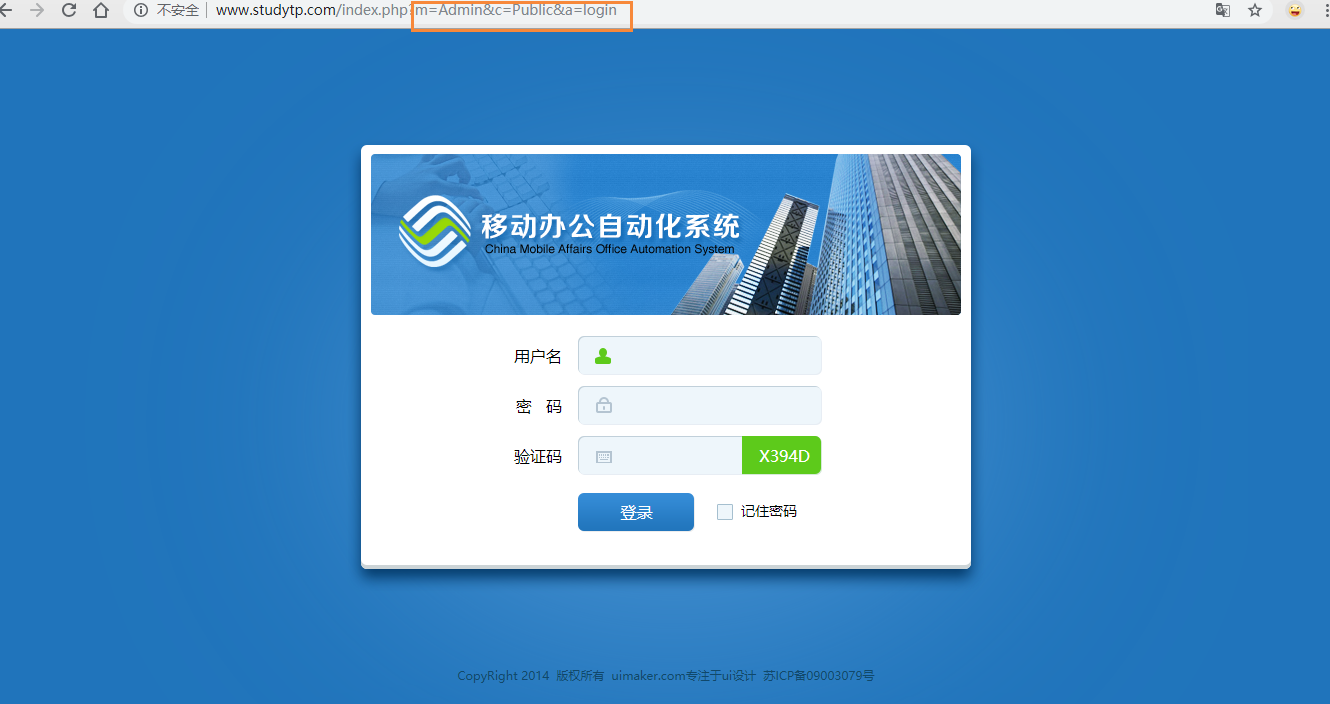 不安全 www.studytp.com/index.php?m=Admin&c=Public&a=login
移动办公自动化系统
China Mobile Affairs Office Automation System
用户名
密 码
验证码 X394D
登录 记住密码
CopyRight 2014 版权所有 uimaker.com专注于ui设计 苏ICP备09003079号